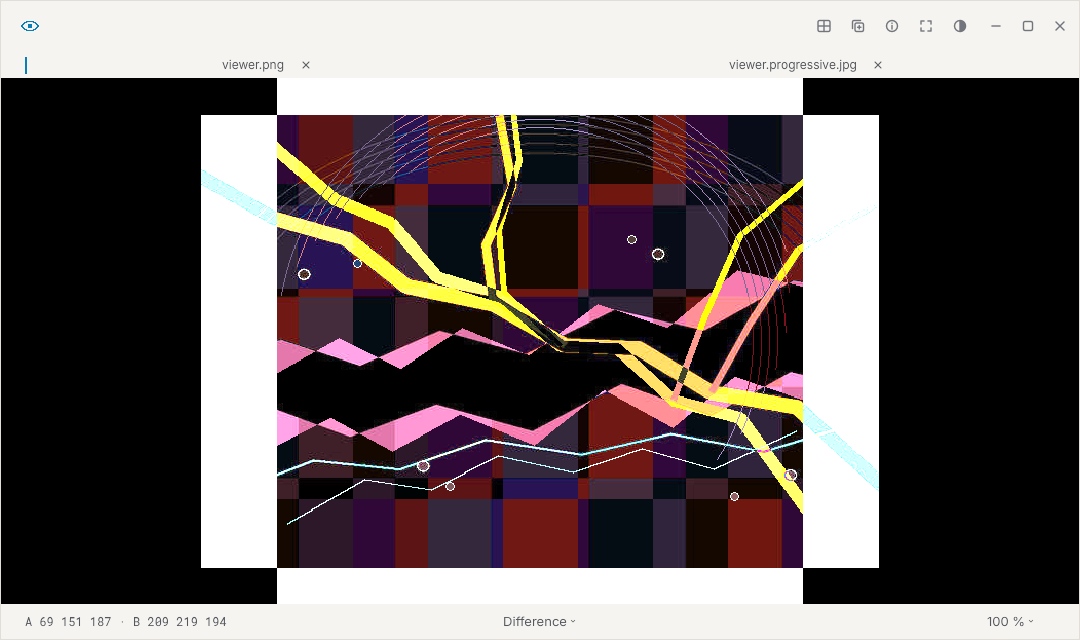 viewer.png
viewer.progressive.jpg
A 69 151 187 · B 209 219 194
Difference
100 %